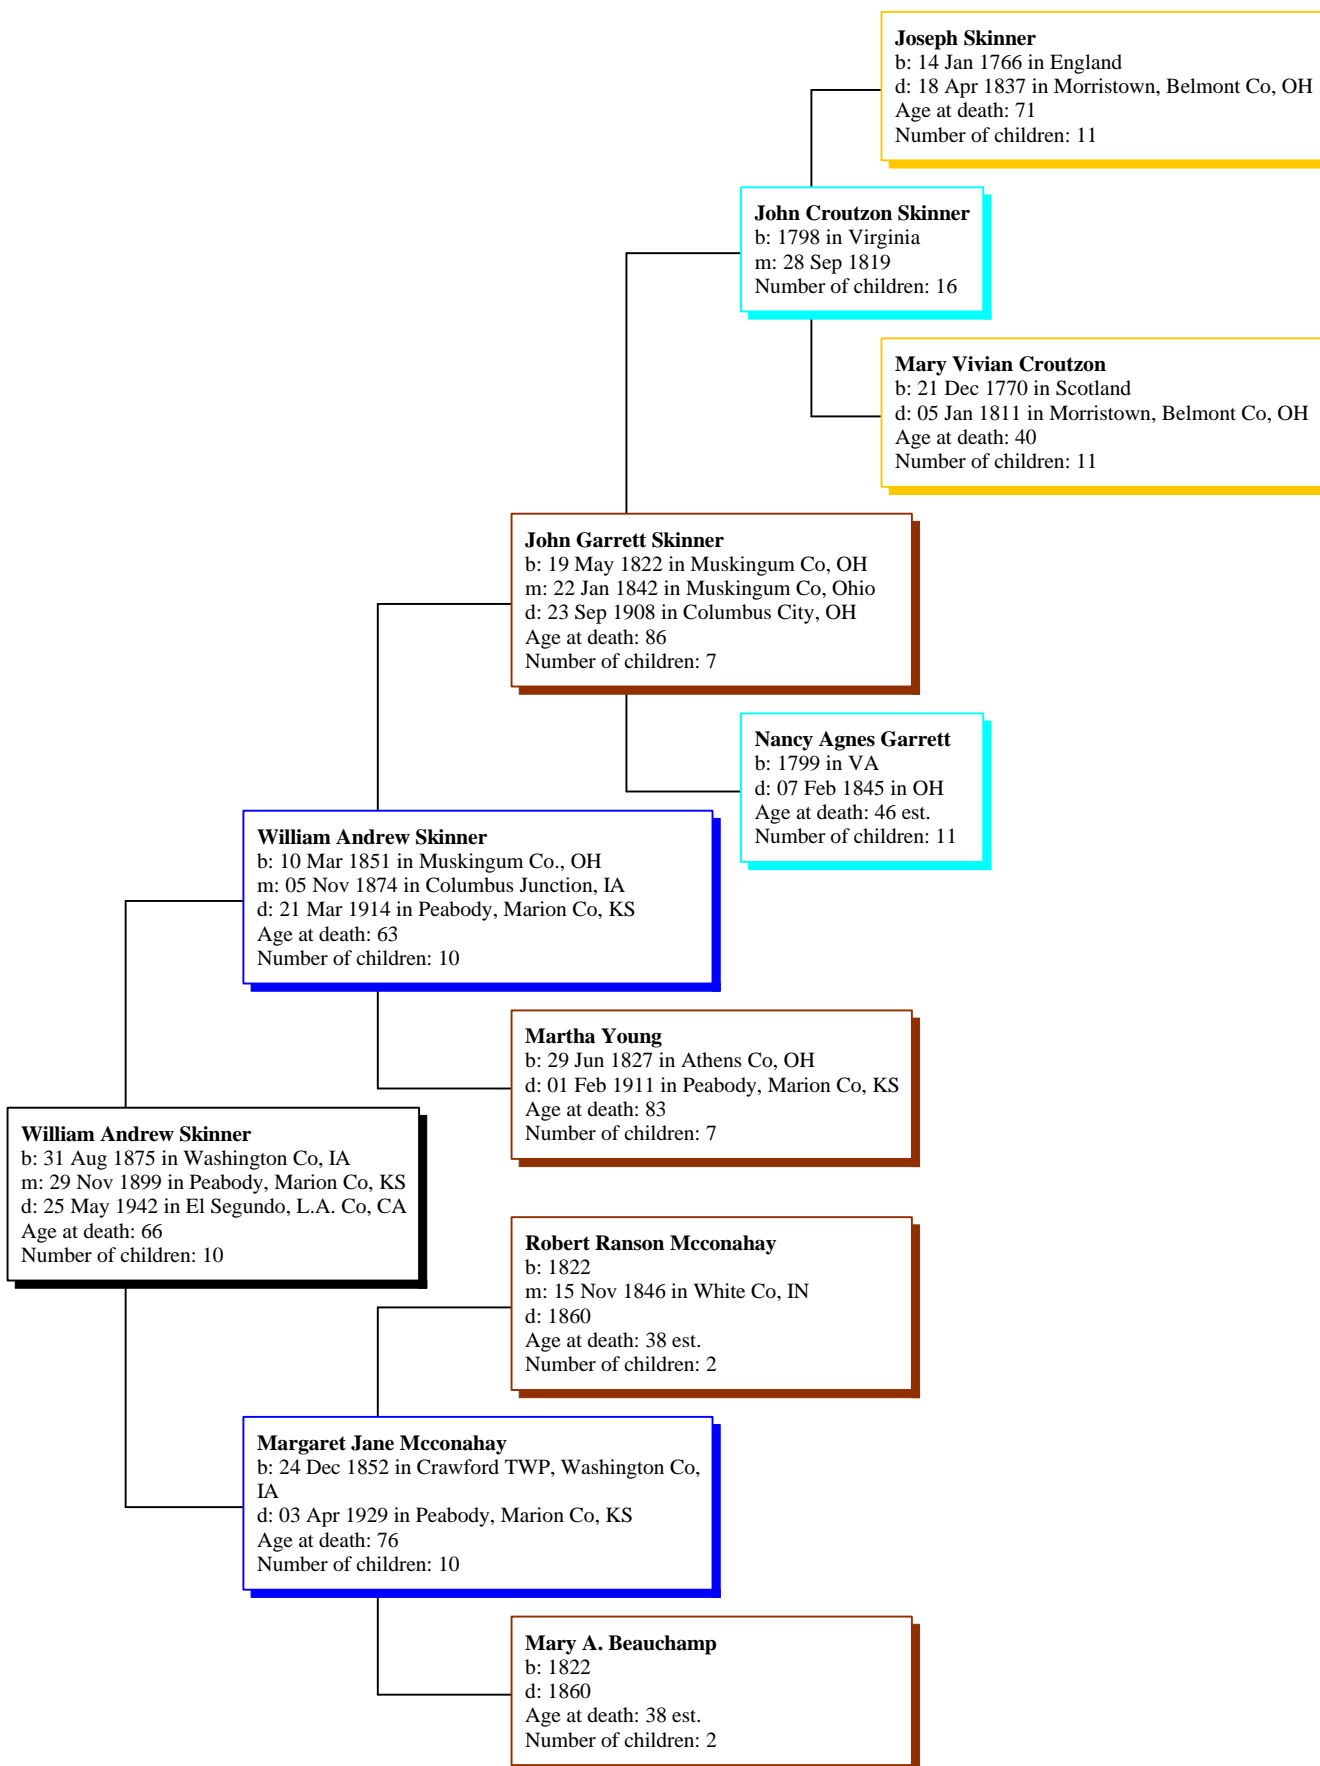 Joseph Skinner
b: 14 Jan 1766 in England
d: 18 Apr 1837 in Morristown, Belmont Co, OH
Age at death: 71
Number of children: 11
John Croutzon Skinner
b: 1798 in Virginia
m: 28 Sep 1819
Number of children: 16
Mary Vivian Croutzon
b: 21 Dec 1770 in Scotland
d: 05 Jan 1811 in Morristown, Belmont Co, OH
Age at death: 40
Number of children: 11
John Garrett Skinner
b: 19 May 1822 in Muskingum Co, OH
m: 22 Jan 1842 in Muskingum Co, Ohio
d: 23 Sep 1908 in Columbus City, OH
Age at death: 86
Number of children: 7
Nancy Agnes Garrett
b: 1799 in VA
d: 07 Feb 1845 in OH
Age at death: 46 est.
Number of children: 11
William Andrew Skinner
b: 10 Mar 1851 in Muskingum Co., OH
m: 05 Nov 1874 in Columbus Junction, IA
d: 21 Mar 1914 in Peabody, Marion Co, KS
Age at death: 63
Number of children: 10
Martha Young
b: 29 Jun 1827 in Athens Co, OH
d: 01 Feb 1911 in Peabody, Marion Co, KS
Age at death: 83
Number of children: 7
William Andrew Skinner
b: 31 Aug 1875 in Washington Co, IA
m: 29 Nov 1899 in Peabody, Marion Co, KS
d: 25 May 1942 in El Segundo, L.A. Co, CA
Age at death: 66
Number of children: 10
Robert Ranson Mcconahay
b: 1822
m: 15 Nov 1846 in White Co, IN
d: 1860
Age at death: 38 est.
Number of children: 2
Margaret Jane Mcconahay
b: 24 Dec 1852 in Crawford TWP, Washington Co,
IA
d: 03 Apr 1929 in Peabody, Marion Co, KS
Age at death: 76
Number of children: 10
Mary A. Beauchamp
b: 1822
d: 1860
Age at death: 38 est.
Number of children: 2